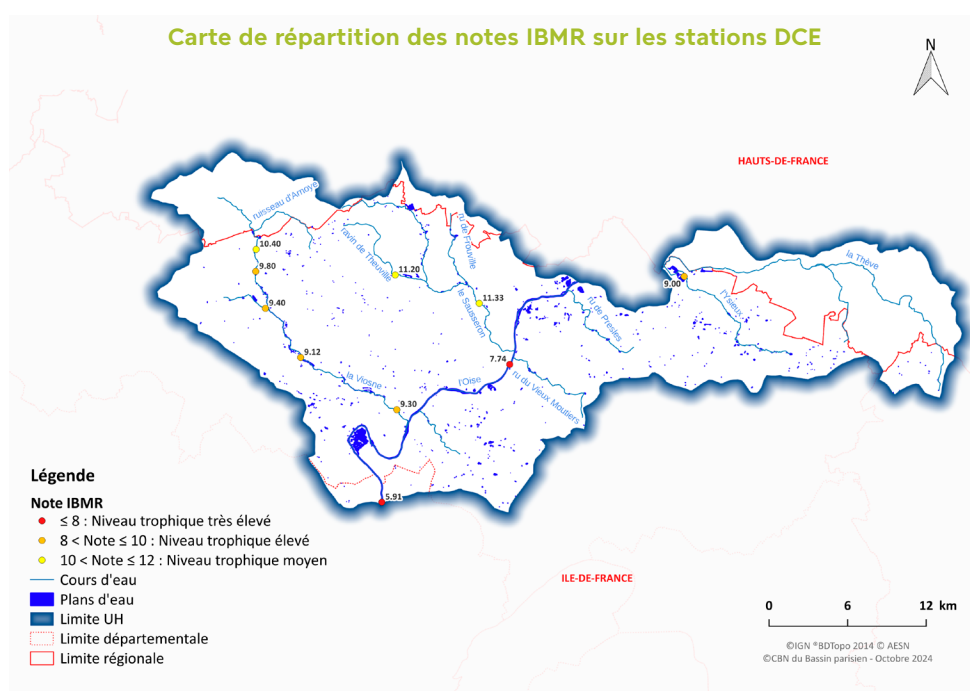 Carte de répartition des notes IBMR sur les stations DCE
N
HAUTS-DE-FRANCE
ruisseau d'Arnoye
ru de Frouville
ravin de Theuville
10.40
la Thève
9.80
11.20
9.00
l'Ysieux
9.40
le Sausseron
11.33
ru de Presles
9.12
7.74
la Viosne
l'Oise
ru du Vieux Moutiers
9.30
5.91
Légende
Note IBMR
≤ 8 : Niveau trophique très élevé
8 < Note ≤ 10 : Niveau trophique élevé
10 < Note ≤ 12 : Niveau trophique moyen
Cours d'eau
Plans d'eau
Limite UH
Limite départementale
Limite régionale
ILE-DE-FRANCE
0 6 12 km
©IGN ®BDTopo 2014 © AESN
©CBN du Bassin parisien - Octobre 2024